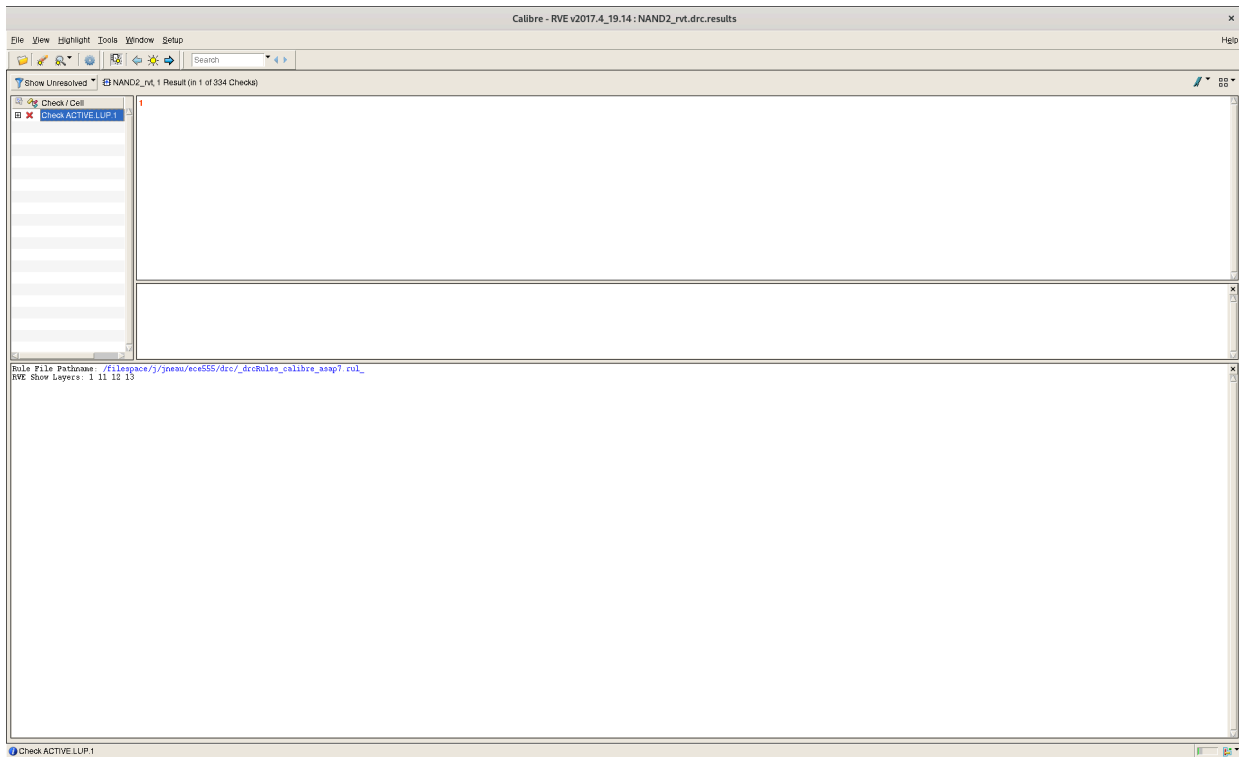 Calibre - RVE v2017.4_19.14 : NAND2_rvt.drc.results
File View Highlight Tools Window Setup Help
Search
Show Unresolved NAND2_rvt, 1 Result (in 1 of 334 Checks)
Check / Cell
Check ACTIVE.LUP.1
1
Rule File Pathname: /filespace/j/jneau/ece555/drc/_drcRules_calibre_asap7.rul_
RVE Show Layers: 1 11 12 13
Check ACTIVE.LUP.1